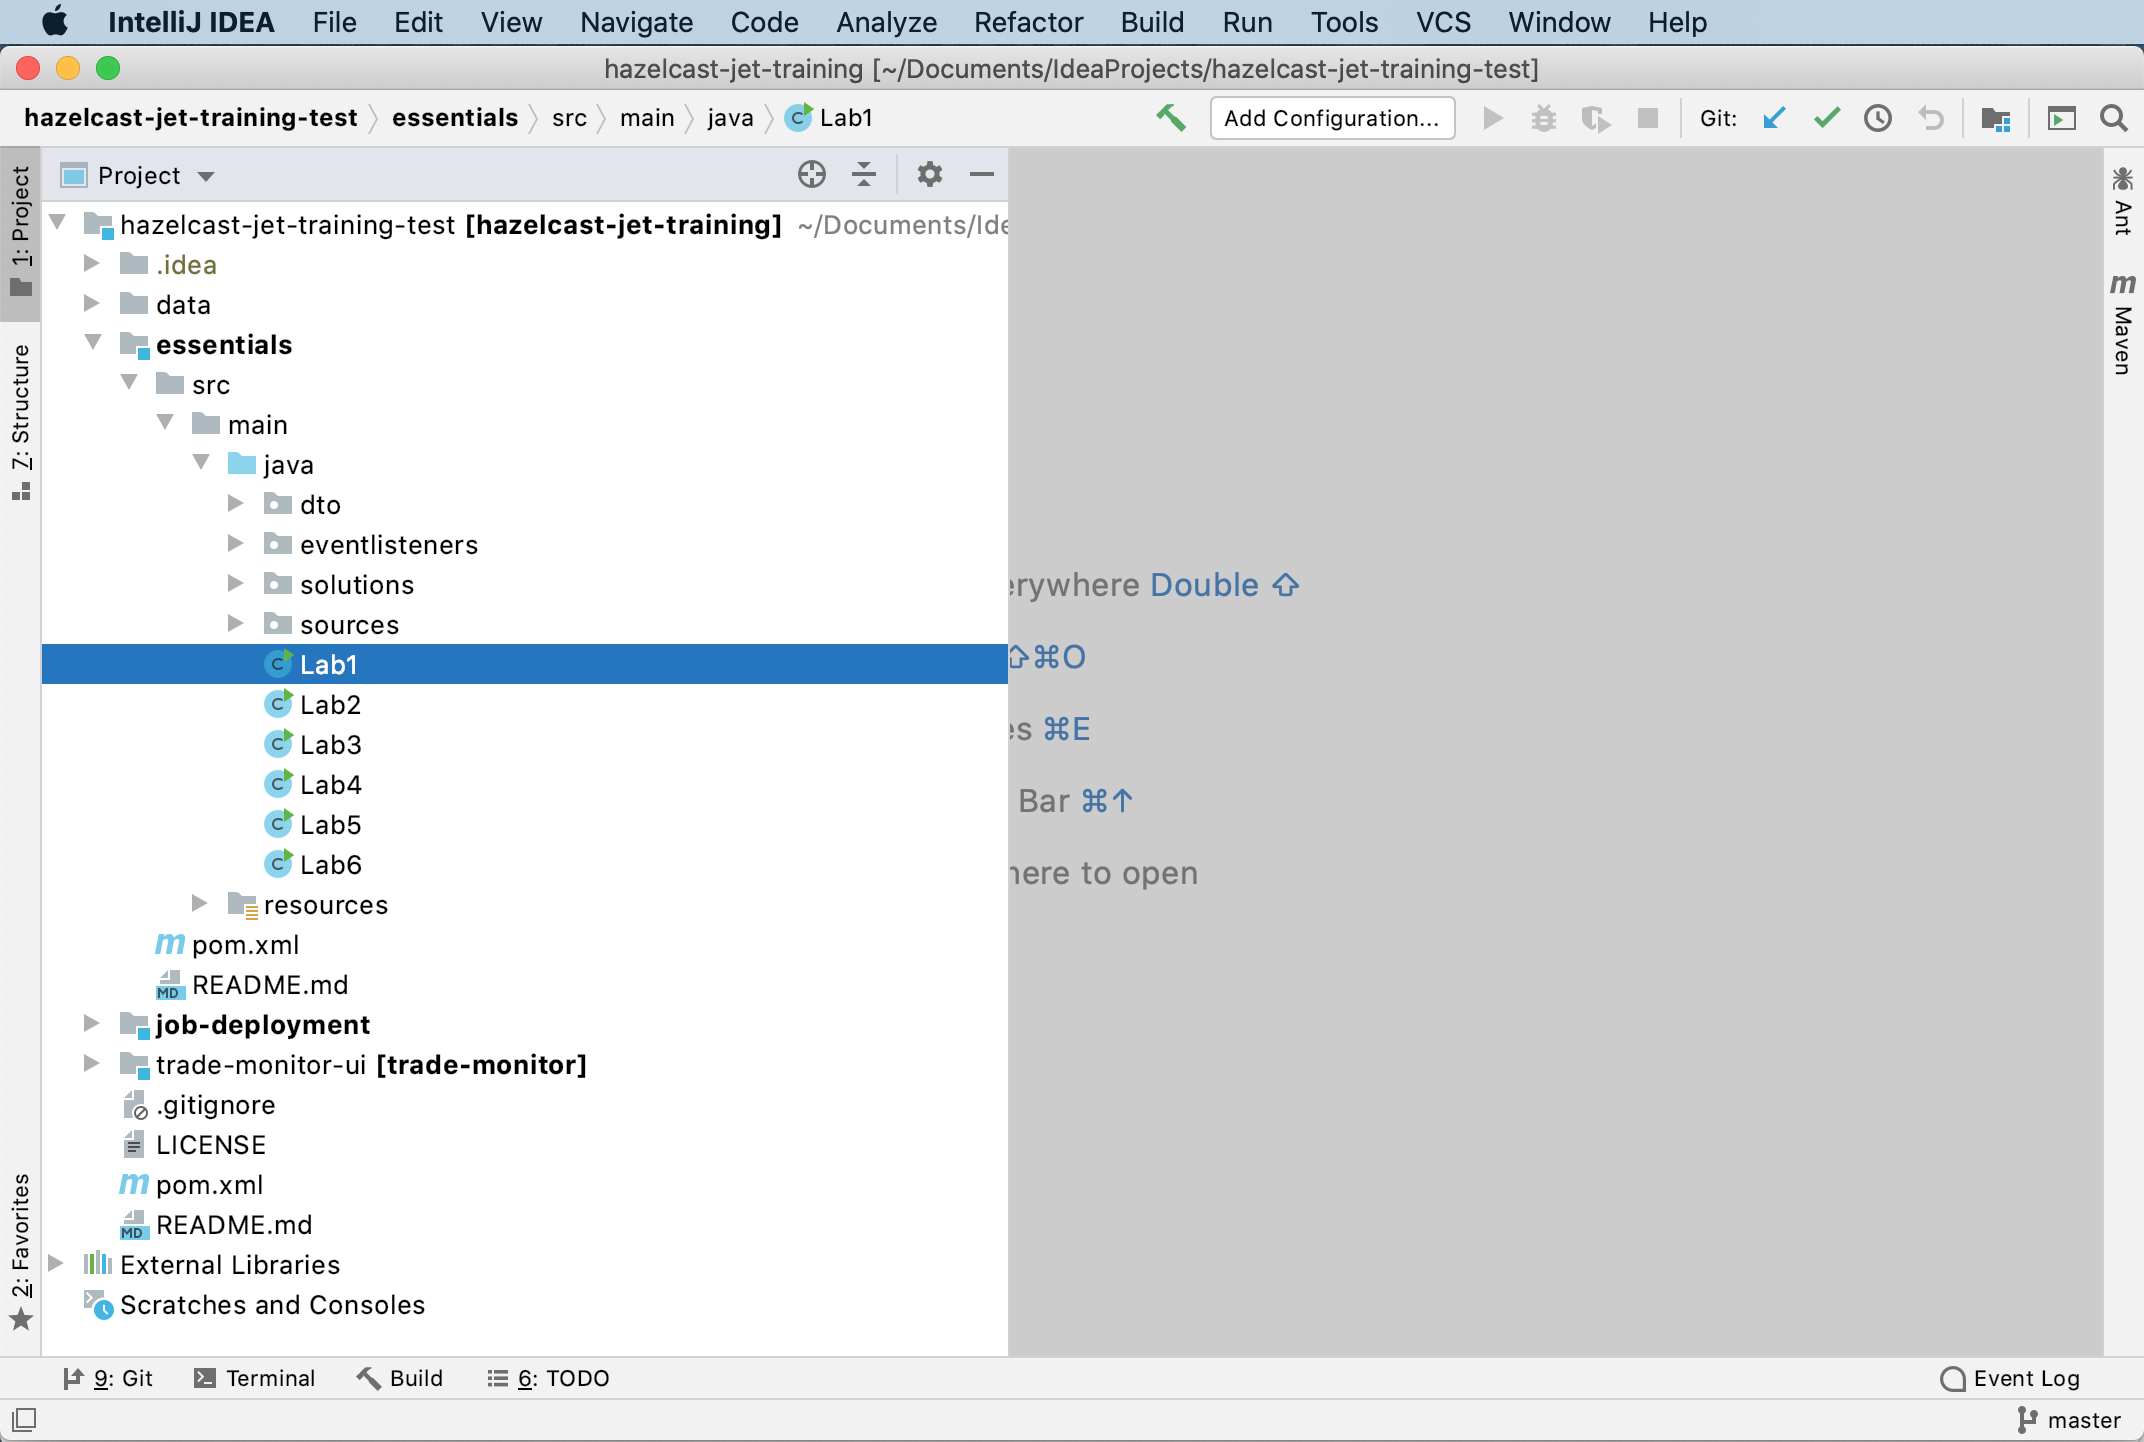 IntelliJ IDEA File Edit View Navigate Code Analyze Refactor Build Run Tools VCS Window Help
hazelcast-jet-training [~/Documents/IdeaProjects/hazelcast-jet-training-test]
hazelcast-jet-training-test essentials src main java Lab1 Add Configuration... Git:
1: Project
Project
hazelcast-jet-training-test [hazelcast-jet-training] ~/Documents/Ide
.idea
data
essentials
src
main
java
dto
eventlisteners
solutions
sources
Lab1
Lab2
Lab3
Lab4
Lab5
Lab6
resources
pom.xml
README.md
job-deployment
trade-monitor-ui [trade-monitor]
.gitignore
LICENSE
pom.xml
README.md
External Libraries
Scratches and Consoles
7: Structure
2: Favorites
erywhere Double ⇧
⇧⌘O
es ⌘E
Bar ⌘↑
here to open
Ant
Maven
9: Git Terminal Build 6: TODO Event Log
master